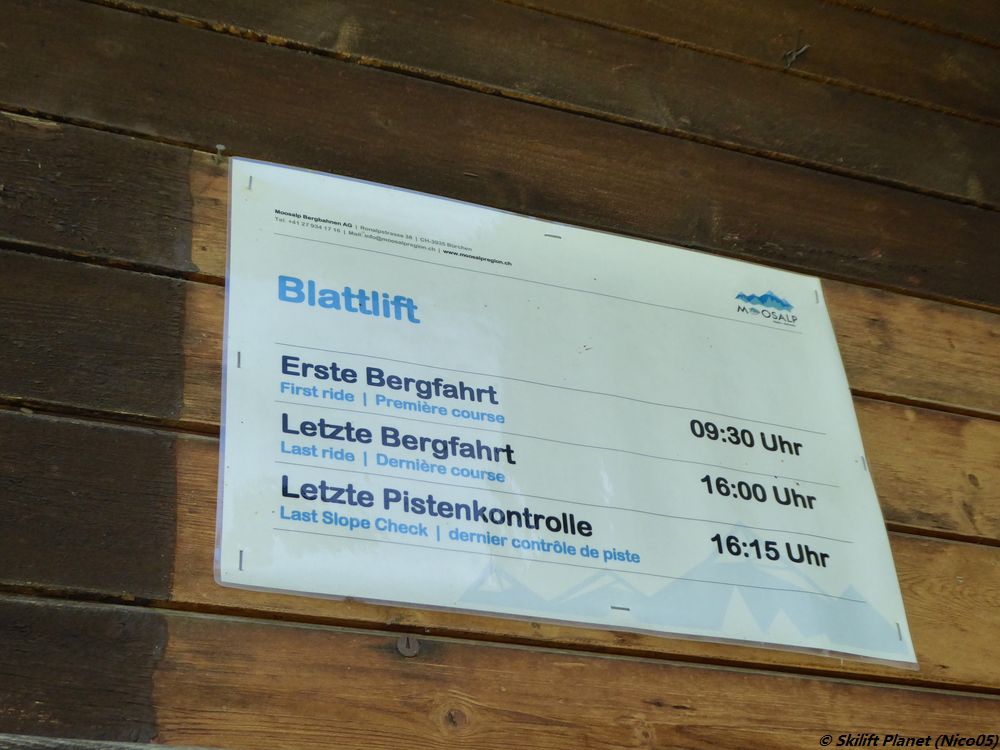 Moosalp Bergbahnen AG | Ronalpstrasse 36 | CH-3935 Bürchen
Tel. +41 27 934 17 16 | Mail: info@moosalpregion.ch | www.moosalpregion.ch
MOOSALP
Blattlift
Erste Bergfahrt 09:30 Uhr
First ride | Première course
Letzte Bergfahrt 16:00 Uhr
Last ride | Dernière course
Letzte Pistenkontrolle 16:15 Uhr
Last Slope Check | dernier contrôle de piste
© Skilift Planet (Nico05)